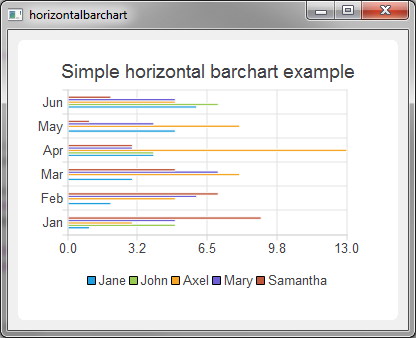 horizontalbarchart
Simple horizontal barchart example
Jun
May
Apr
Mar
Feb
Jan
0.0 3.2 6.5 9.8 13.0
Jane John Axel Mary Samantha